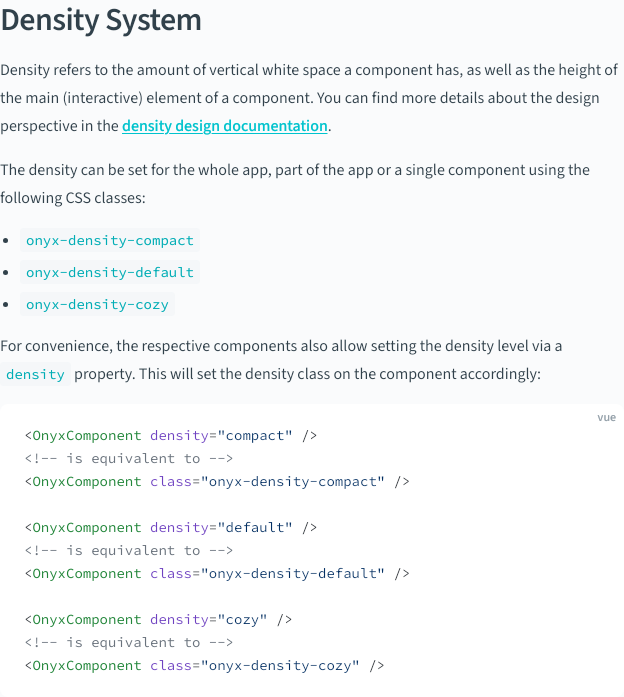 Density System
Density refers to the amount of vertical white space a component has, as well as the height of
the main (interactive) element of a component. You can find more details about the design
perspective in the density design documentation.
The density can be set for the whole app, part of the app or a single component using the
following CSS classes:
• onyx-density-compact
• onyx-density-default
• onyx-density-cozy
For convenience, the respective components also allow setting the density level via a
density property. This will set the density class on the component accordingly:
vue
<OnyxComponent density="compact" />
<!-- is equivalent to -->
<OnyxComponent class="onyx-density-compact" />
<OnyxComponent density="default" />
<!-- is equivalent to -->
<OnyxComponent class="onyx-density-default" />
<OnyxComponent density="cozy" />
<!-- is equivalent to -->
<OnyxComponent class="onyx-density-cozy" />